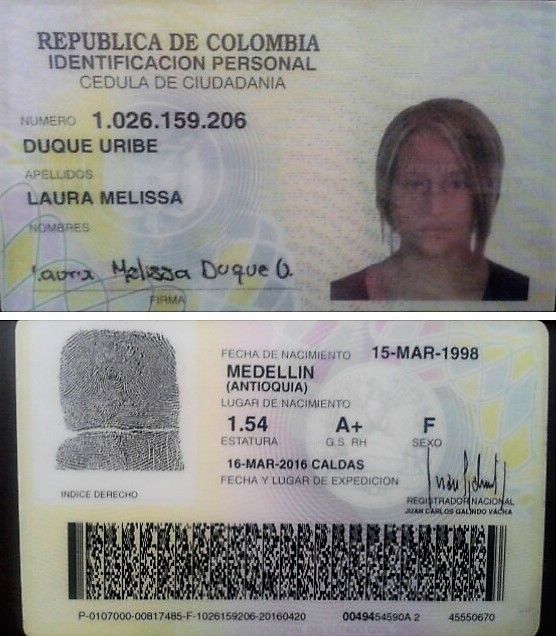 REPUBLICA DE COLOMBIA
IDENTIFICACION PERSONAL
CEDULA DE CIUDADANIA
NUMERO 1.026.159.206
DUQUE URIBE
APELLIDOS
LAURA MELISSA
NOMBRES
Laura Melissa Duque U.
FIRMA
FECHA DE NACIMIENTO 15-MAR-1998
MEDELLIN
(ANTIOQUIA)
LUGAR DE NACIMIENTO
1.54 A+ F
ESTATURA G.S. RH SEXO
16-MAR-2016 CALDAS
FECHA Y LUGAR DE EXPEDICION
INDICE DERECHO
REGISTRADOR NACIONAL
JUAN CARLOS GALINDO VACHA
P-0107000-00817485-F-1026159206-20160420 0049454590A 2 45550670